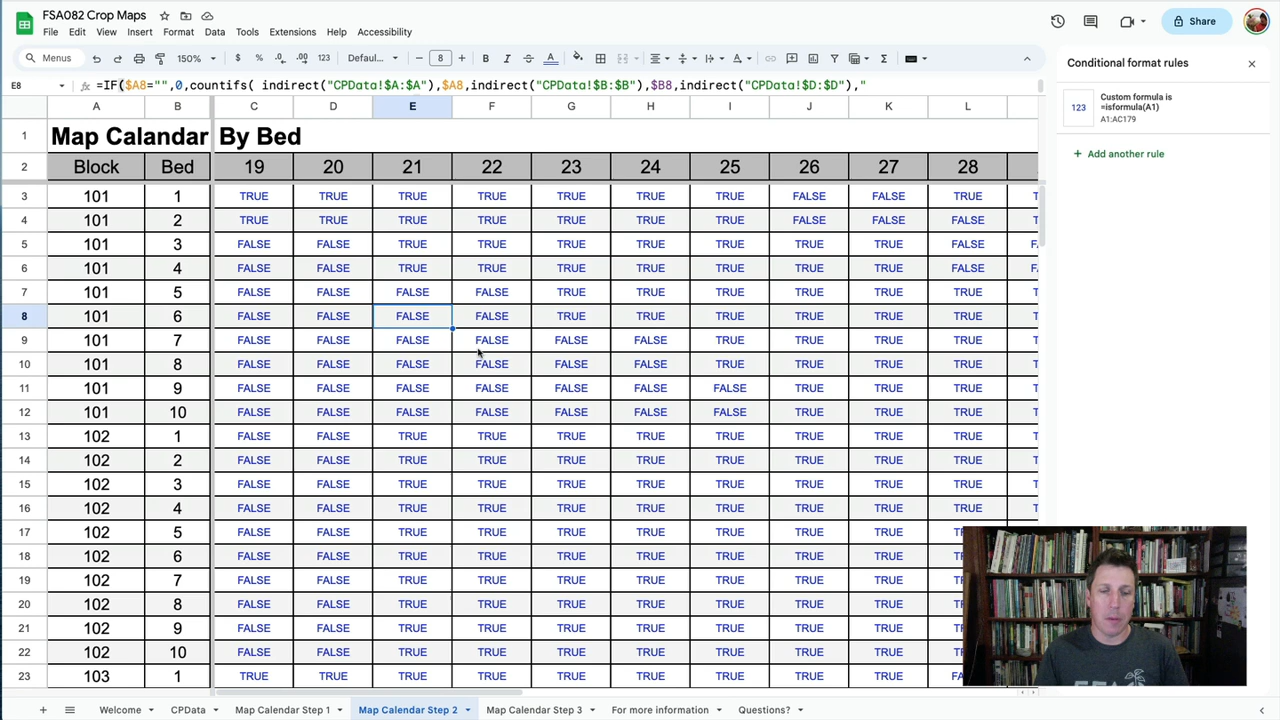 FSA082 Crop Maps
File Edit View Insert Format Data Tools Extensions Help Accessibility
Share
Menus 150% $ % .0 .00 123 Defaul... 8 B I A
E8 =IF($A8="",0,countifs( indirect("CPData!$A:$A"),$A8,indirect("CPData!$B:$B"),$B8,indirect("CPData!$D:$D"),"
A B C D E F G H I J K L
1 Map Calandar By Bed
2 Block Bed 19 20 21 22 23 24 25 26 27 28
3 101 1 TRUE TRUE TRUE TRUE TRUE TRUE TRUE FALSE FALSE TRUE T
4 101 2 TRUE TRUE TRUE TRUE TRUE TRUE TRUE FALSE FALSE FALSE T
5 101 3 FALSE FALSE TRUE TRUE TRUE TRUE TRUE TRUE TRUE FALSE F
6 101 4 FALSE FALSE TRUE TRUE TRUE TRUE TRUE TRUE TRUE FALSE F
7 101 5 FALSE FALSE FALSE FALSE TRUE TRUE TRUE TRUE TRUE TRUE T
8 101 6 FALSE FALSE FALSE FALSE TRUE TRUE TRUE TRUE TRUE TRUE T
9 101 7 FALSE FALSE FALSE FALSE FALSE FALSE TRUE TRUE TRUE TRUE T
10 101 8 FALSE FALSE FALSE FALSE FALSE FALSE TRUE TRUE TRUE TRUE T
11 101 9 FALSE FALSE FALSE FALSE FALSE FALSE FALSE TRUE TRUE TRUE T
12 101 10 FALSE FALSE FALSE FALSE FALSE FALSE FALSE TRUE TRUE TRUE T
13 102 1 FALSE FALSE TRUE TRUE TRUE TRUE TRUE TRUE TRUE TRUE T
14 102 2 FALSE FALSE TRUE TRUE TRUE TRUE TRUE TRUE TRUE TRUE T
15 102 3 FALSE FALSE TRUE TRUE TRUE TRUE TRUE TRUE TRUE TRUE T
16 102 4 FALSE FALSE TRUE TRUE TRUE TRUE TRUE TRUE TRUE TRUE T
17 102 5 FALSE FALSE TRUE TRUE TRUE TRUE TRUE TRUE TRUE
18 102 6 FALSE FALSE TRUE TRUE TRUE TRUE TRUE TRUE TRUE
19 102 7 FALSE FALSE TRUE TRUE TRUE TRUE TRUE TRUE TRUE
20 102 8 FALSE FALSE TRUE TRUE TRUE TRUE TRUE TRUE TRUE
21 102 9 FALSE FALSE TRUE TRUE TRUE TRUE TRUE TRUE TRUE
22 102 10 FALSE FALSE TRUE TRUE TRUE TRUE TRUE TRUE TRUE
23 103 1 TRUE TRUE TRUE TRUE TRUE TRUE TRUE TRUE TRUE
Conditional format rules
123
Custom formula is
=isformula(A1)
A1:AC179
+ Add another rule
Welcome CPData Map Calendar Step 1 Map Calendar Step 2 Map Calendar Step 3 For more information Questions?